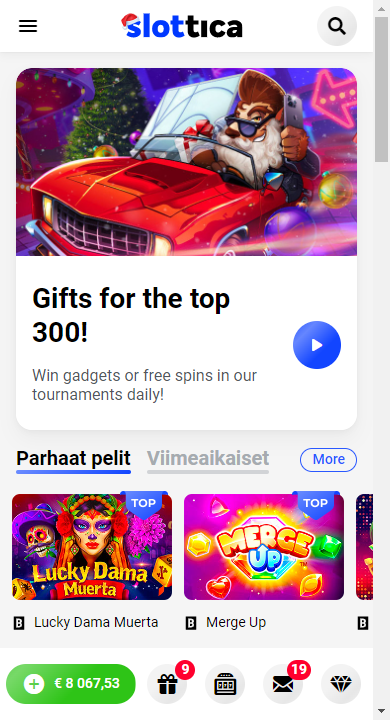 slottica
Gifts for the top
300!
Win gadgets or free spins in our
tournaments daily!
Parhaat pelit
Viimeaikaiset
More
TOP
Lucky Dama
Muerta
TOP
MERGE
UP
TM
Lucky Dama Muerta
Merge Up
€ 8 067,53
9
19